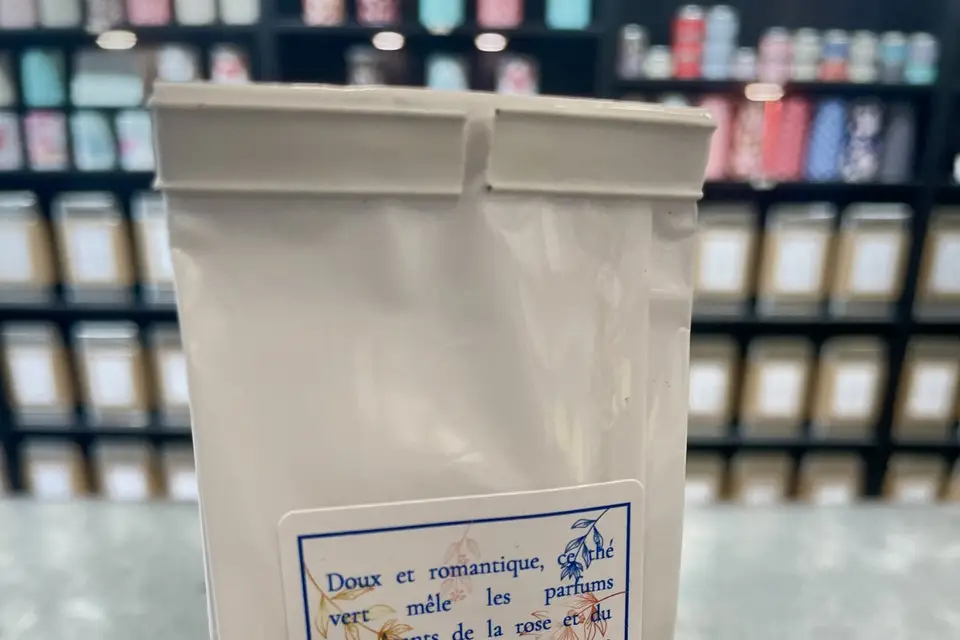 Doux et romantique, ce thé
vert mêle les parfums
de la rose et du